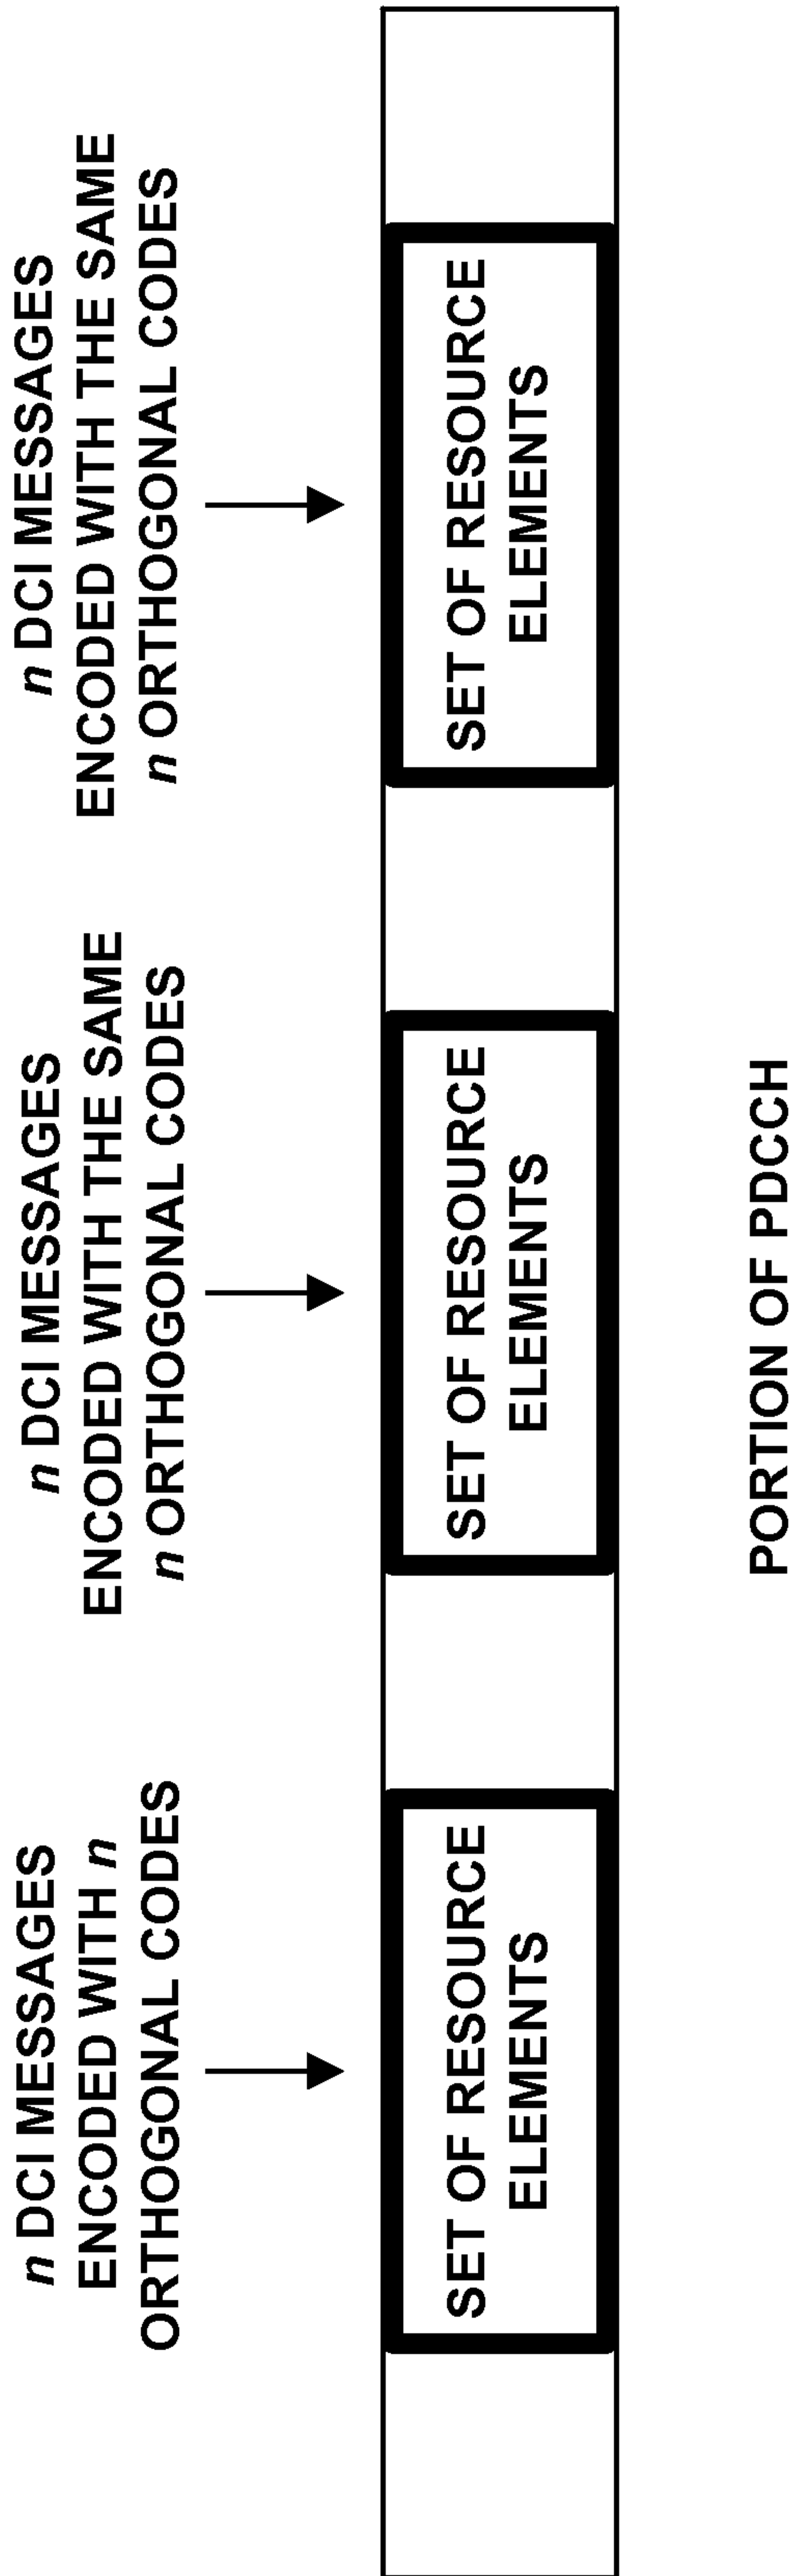 n DCI MESSAGES
ENCODED WITH n
ORTHOGONAL CODES
n DCI MESSAGES
ENCODED WITH THE SAME
n ORTHOGONAL CODES
n DCI MESSAGES
ENCODED WITH THE SAME
n ORTHOGONAL CODES
SET OF RESOURCE
ELEMENTS
SET OF RESOURCE
ELEMENTS
SET OF RESOURCE
ELEMENTS
PORTION OF PDCCH